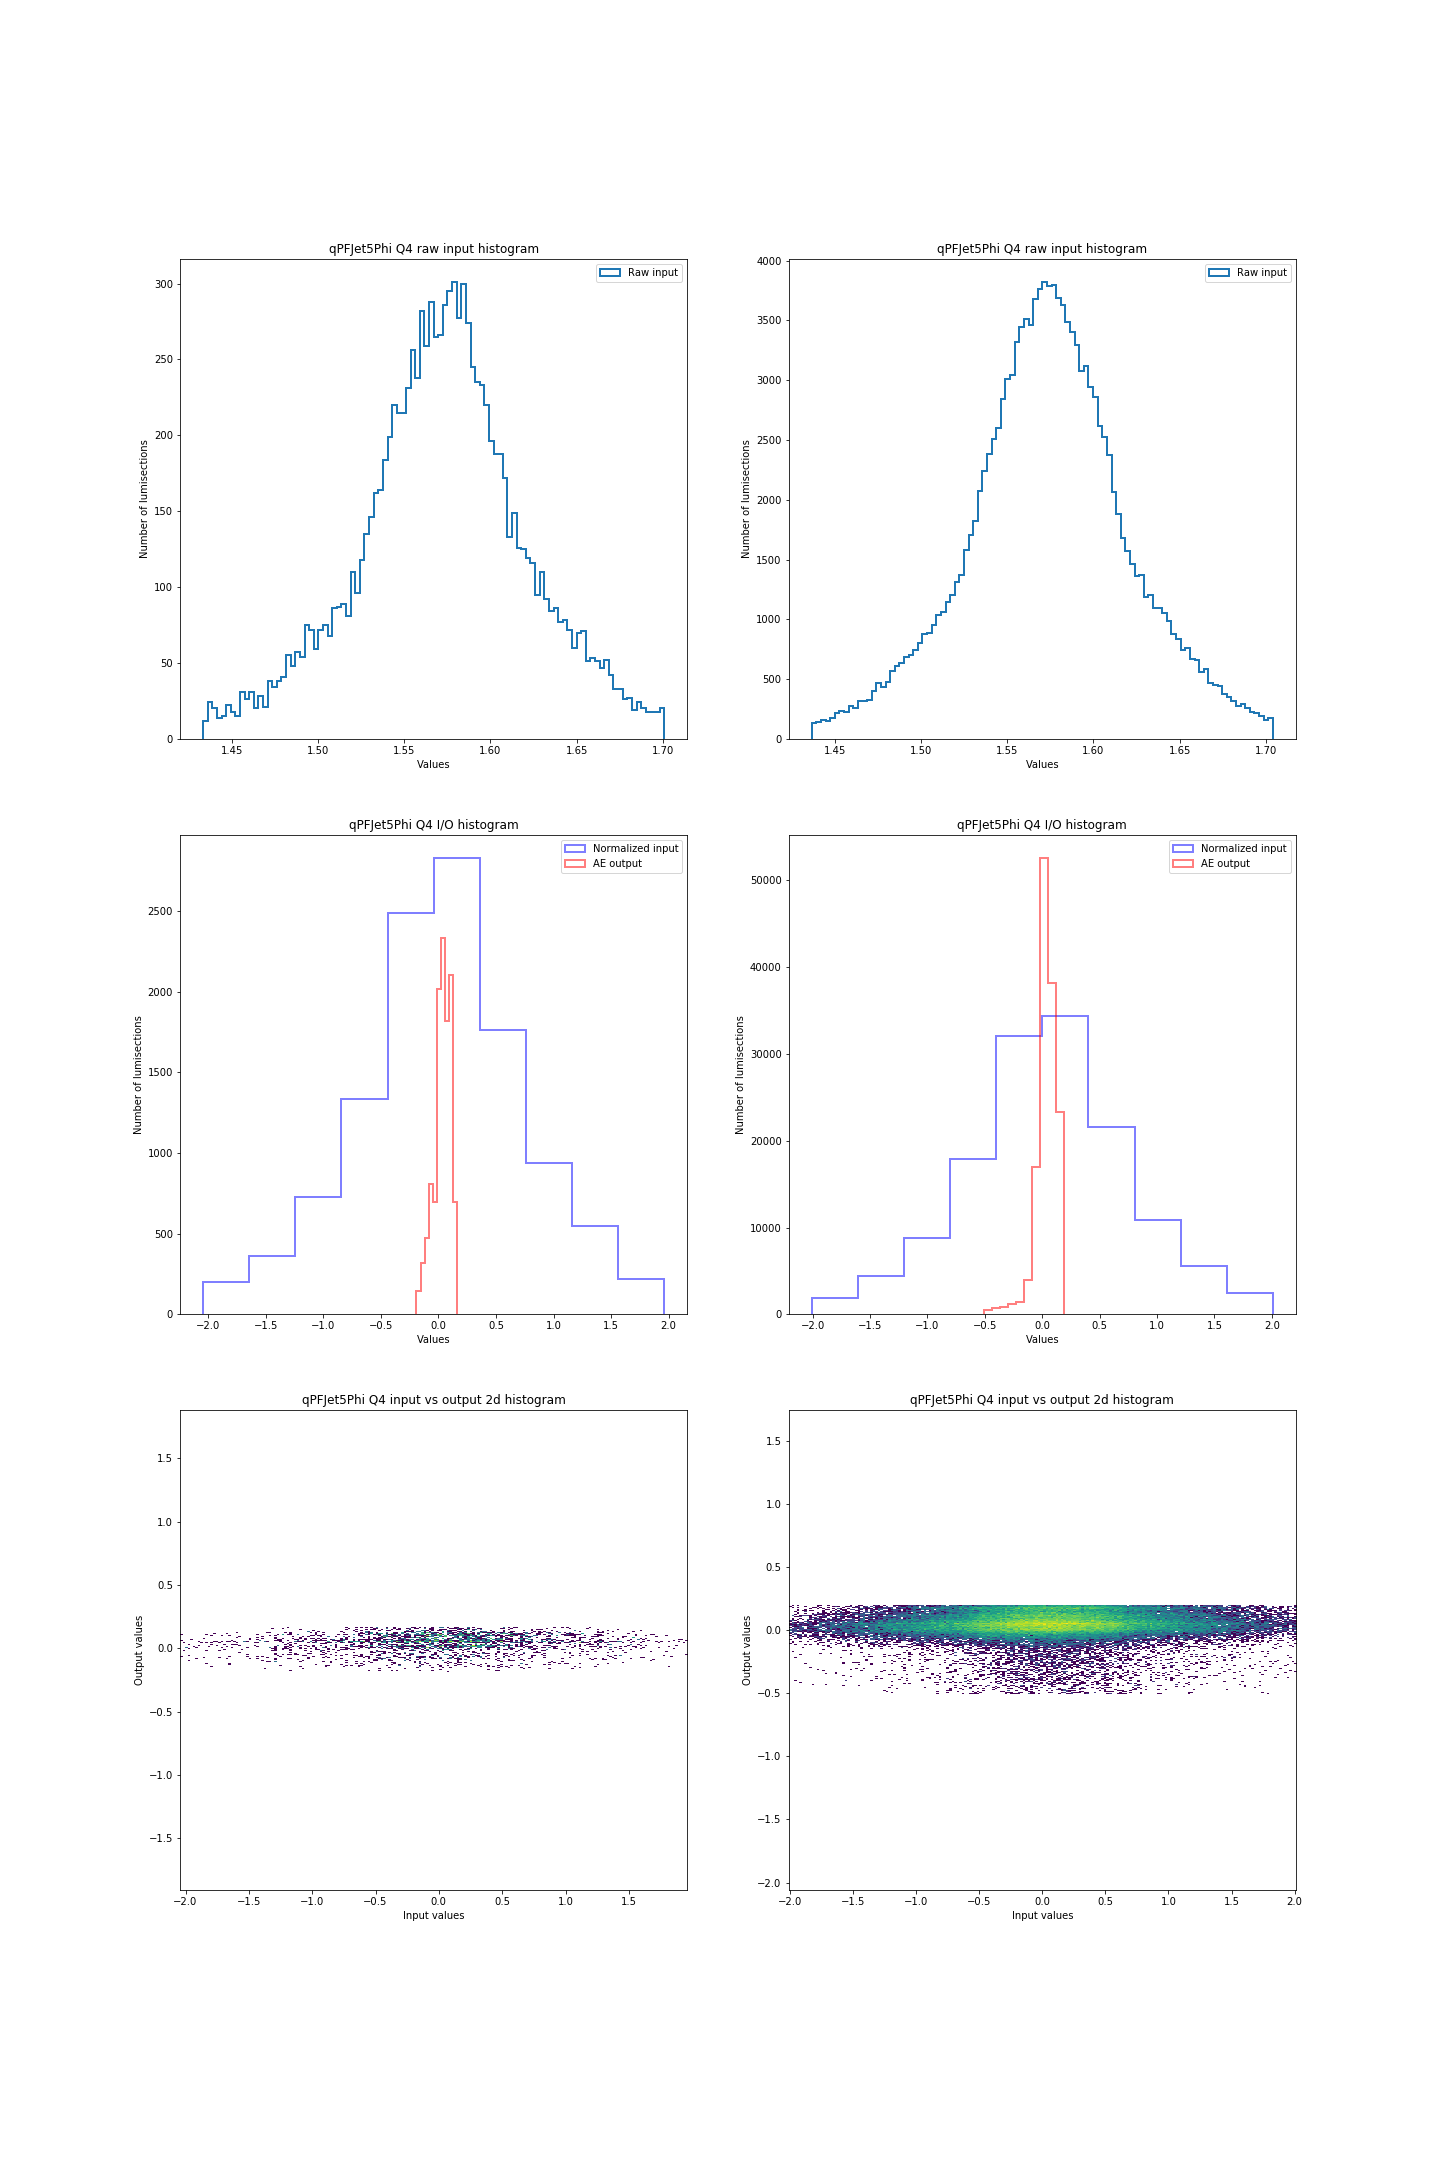 qPFJet5Phi Q4 raw input histogram
Raw input
300
250
200
150
100
50
0
Number of lumisections
1.45 1.50 1.55 1.60 1.65 1.70
Values
qPFJet5Phi Q4 raw input histogram
Raw input
4000
3500
3000
2500
2000
1500
1000
500
0
Number of lumisections
1.45 1.50 1.55 1.60 1.65 1.70
Values
qPFJet5Phi Q4 I/O histogram
Normalized input
AE output
2500
2000
1500
1000
500
0
Number of lumisections
−2.0 −1.5 −1.0 −0.5 0.0 0.5 1.0 1.5 2.0
Values
qPFJet5Phi Q4 I/O histogram
Normalized input
AE output
50000
40000
30000
20000
10000
0
Number of lumisections
−2.0 −1.5 −1.0 −0.5 0.0 0.5 1.0 1.5 2.0
Values
qPFJet5Phi Q4 input vs output 2d histogram
1.5
1.0
0.5
0.0
−0.5
−1.0
−1.5
Output values
−2.0 −1.5 −1.0 −0.5 0.0 0.5 1.0 1.5
Input values
qPFJet5Phi Q4 input vs output 2d histogram
1.5
1.0
0.5
0.0
−0.5
−1.0
−1.5
−2.0
Output values
−2.0 −1.5 −1.0 −0.5 0.0 0.5 1.0 1.5 2.0
Input values